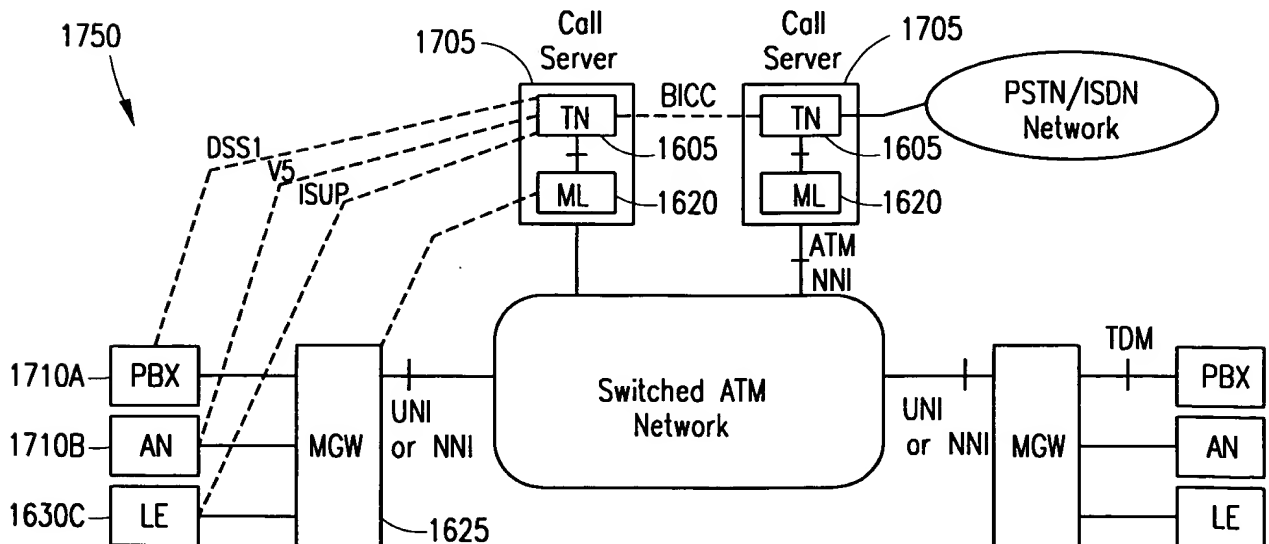 1750
1705
Call
Server
Call
Server
1705
TN
BICC
TN
PSTN/ISDN
Network
1605
1605
DSS1
V5
ISUP
ML
1620
ML
1620
ATM
NNI
1710A
PBX
TDM
PBX
Switched ATM
Network
UNI
or NNI
UNI
or NNI
1710B
AN
MGW
MGW
AN
1630C
LE
1625
LE